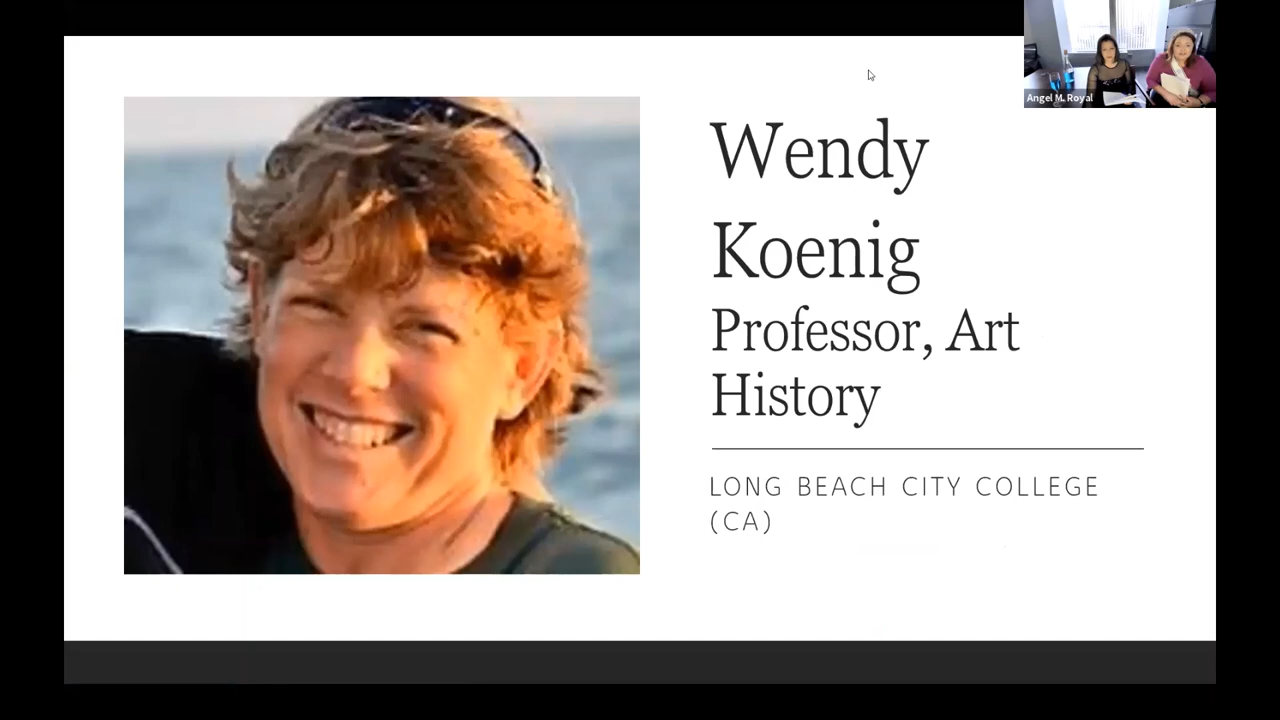 Angel M. Royal
Wendy
Koenig
Professor, Art
History
LONG BEACH CITY COLLEGE
(CA)